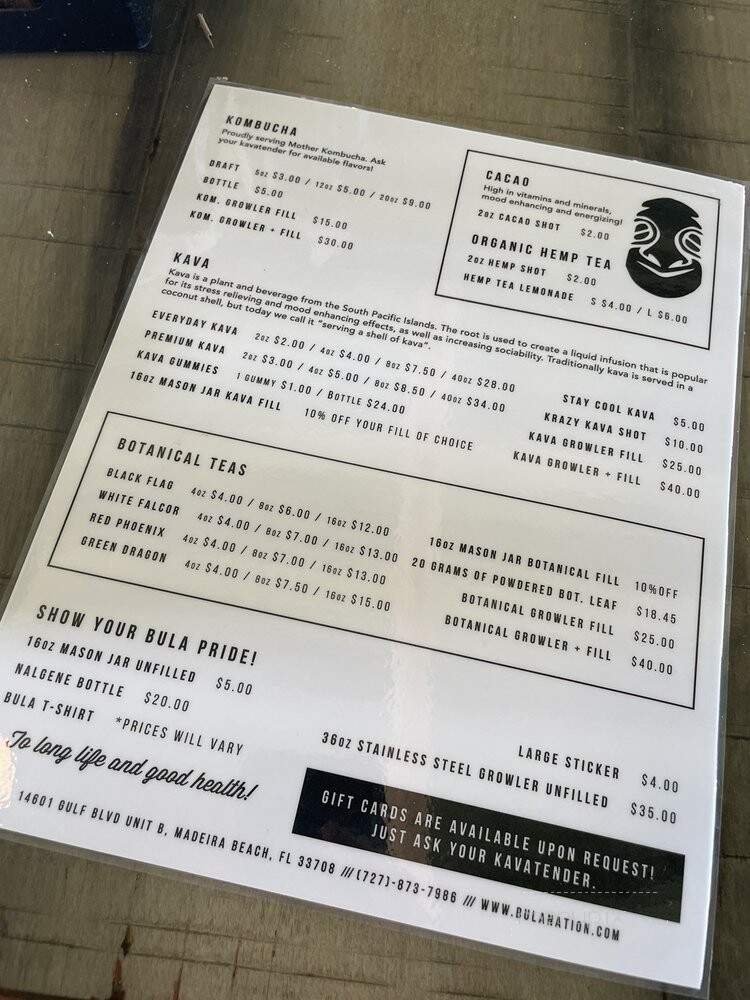 KOMBUCHA
Proudly serving Mother Kombucha. Ask
your kavatender for available flavors!
DRAFT 5oz $3.00 / 12oz $5.00 / 20oz $9.00
BOTTLE $5.00
KOM. GROWLER FILL $15.00
KOM. GROWLER + FILL $30.00
CACAO
High in vitamins and minerals,
mood enhancing and energizing!
2oz CACAO SHOT $2.00
ORGANIC HEMP TEA
2oz HEMP SHOT $2.00
HEMP TEA LEMONADE S $4.00 / L $6.00
KAVA
Kava is a plant and beverage from the South Pacific Islands. The root is used to create a liquid infusion that is popular
for its stress relieving and mood enhancing effects, as well as increasing sociability. Traditionally kava is served in a
coconut shell, but today we call it "serving a shell of kava".
EVERYDAY KAVA 2oz $2.00 / 4oz $4.00 / 8oz $7.50 / 40oz $28.00
PREMIUM KAVA 2oz $3.00 / 4oz $5.00 / 8oz $8.50 / 40oz $34.00
KAVA GUMMIES 1 GUMMY $1.00 / BOTTLE $24.00
16oz MASON JAR KAVA FILL 10% OFF YOUR FILL OF CHOICE
STAY COOL KAVA $5.00
KRAZY KAVA SHOT $10.00
KAVA GROWLER FILL $25.00
KAVA GROWLER + FILL $40.00
BOTANICAL TEAS
BLACK FLAG 4oz $4.00 / 8oz $6.00 / 16oz $12.00
WHITE FALCOR 4oz $4.00 / 8oz $7.00 / 16oz $13.00
RED PHOENIX 4oz $4.00 / 8oz $7.00 / 16oz $13.00
GREEN DRAGON 4oz $4.00 / 8oz $7.50 / 16oz $15.00
16oz MASON JAR BOTANICAL FILL 10%OFF
20 GRAMS OF POWDERED BOT. LEAF $18.45
BOTANICAL GROWLER FILL $25.00
BOTANICAL GROWLER + FILL $40.00
SHOW YOUR BULA PRIDE!
16oz MASON JAR UNFILLED $5.00
NALGENE BOTTLE $20.00
BULA T-SHIRT *PRICES WILL VARY
LARGE STICKER $4.00
36oz STAINLESS STEEL GROWLER UNFILLED $35.00
To long life and good health!
GIFT CARDS ARE AVAILABLE UPON REQUEST!
JUST ASK YOUR KAVATENDER.
14601 GULF BLVD UNIT B, MADEIRA BEACH, FL 33708 /// (727)-873-7986 /// WWW.BULANATION.COM